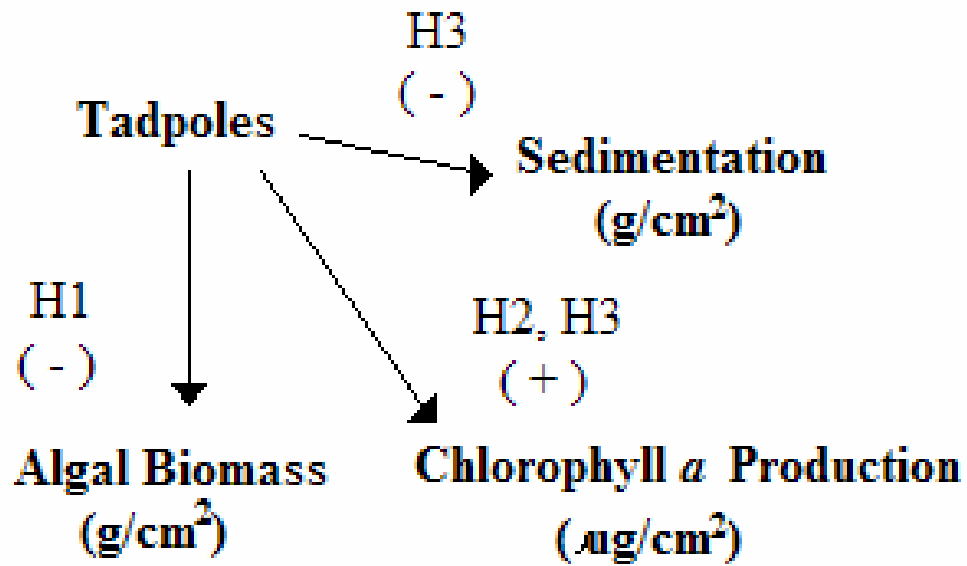 H3
( - )
Tadpoles
Sedimentation
(g/cm²)
H1
( - )
H2, H3
( + )
Algal Biomass
(g/cm²)
Chlorophyll a Production
(µg/cm²)